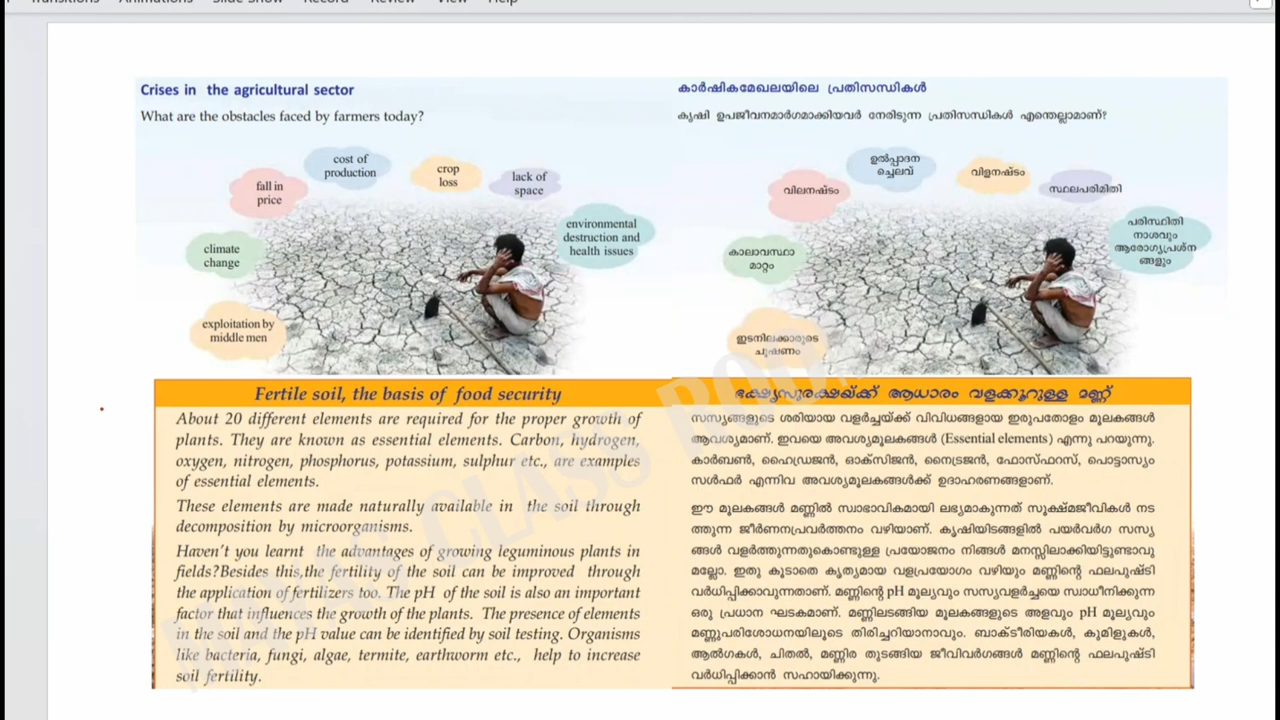 Transitions Animations Slide Show Record Review View Help
Crises in the agricultural sector
What are the obstacles faced by farmers today?
cost of
production
crop
loss
lack of
space
fall in
price
environmental
destruction and
health issues
climate
change
exploitation by
middle men
കാർഷികമേഖലയിലെ പ്രതിസന്ധികൾ
കൃഷി ഉപജീവനമാർഗമാക്കിയവർ നേരിടുന്ന പ്രതിസന്ധികൾ എന്തെല്ലാമാണ്?
ഉൽപ്പാദന
ച്ചെലവ്
വിളനഷ്ടം
സ്ഥലപരിമിതി
വിലനഷ്ടം
പരിസ്ഥിതി
നാശവും
ആരോഗ്യപ്രശ്ന
ങ്ങളും
കാലാവസ്ഥാ
മാറ്റം
ഇടനിലക്കാരുടെ
ചൂഷണം
Fertile soil, the basis of food security
About 20 different elements are required for the proper growth of
plants. They are known as essential elements. Carbon, hydrogen,
oxygen, nitrogen, phosphorus, potassium, sulphur etc., are examples
of essential elements.
These elements are made naturally available in the soil through
decomposition by microorganisms.
Haven't you learnt the advantages of growing leguminous plants in
fields?Besides this,the fertility of the soil can be improved through
the application of fertilizers too. The pH of the soil is also an important
factor that influences the growth of the plants. The presence of elements
in the soil and the pH value can be identified by soil testing. Organisms
like bacteria, fungi, algae, termite, earthworm etc., help to increase
soil fertility.
ഭക്ഷ്യസുരക്ഷയ്ക്ക് ആധാരം വളക്കൂറുള്ള മണ്ണ്
സസ്യങ്ങളുടെ ശരിയായ വളർച്ചയ്ക്ക് വിവിധങ്ങളായ ഇരുപതോളം മൂലകങ്ങൾ
ആവശ്യമാണ്. ഇവയെ അവശ്യമൂലകങ്ങൾ (Essential elements) എന്നു പറയുന്നു.
കാർബൺ, ഹൈഡ്രജൻ, ഓക്സിജൻ, നൈട്രജൻ, ഫോസ്ഫറസ്, പൊട്ടാസ്യം
സൾഫർ എന്നിവ അവശ്യമൂലകങ്ങൾക്ക് ഉദാഹരണങ്ങളാണ്.
ഈ മൂലകങ്ങൾ മണ്ണിൽ സ്വാഭാവികമായി ലഭ്യമാകുന്നത് സൂക്ഷ്മജീവികൾ നട
ത്തുന്ന ജീർണനപ്രവർത്തനം വഴിയാണ്. കൃഷിയിടങ്ങളിൽ പയർവർഗ സസ്യ
ങ്ങൾ വളർത്തുന്നതുകൊണ്ടുള്ള പ്രയോജനം നിങ്ങൾ മനസ്സിലാക്കിയിട്ടുണ്ടാവു
മല്ലോ. ഇതു കൂടാതെ കൃത്യമായ വളപ്രയോഗം വഴിയും മണ്ണിന്റെ ഫലപുഷ്ടി
വർധിപ്പിക്കാവുന്നതാണ്. മണ്ണിന്റെ pH മൂല്യവും സസ്യവളർച്ചയെ സ്വാധീനിക്കുന്ന
ഒരു പ്രധാന ഘടകമാണ്. മണ്ണിലടങ്ങിയ മൂലകങ്ങളുടെ അളവും pH മൂല്യവും
മണ്ണുപരിശോധനയിലൂടെ തിരിച്ചറിയാനാവും. ബാക്ടീരിയകൾ, കുമിളുകൾ,
ആൽഗകൾ, ചിതൽ, മണ്ണിര തുടങ്ങിയ ജീവിവർഗങ്ങൾ മണ്ണിന്റെ ഫലപുഷ്ടി
വർധിപ്പിക്കാൻ സഹായിക്കുന്നു.